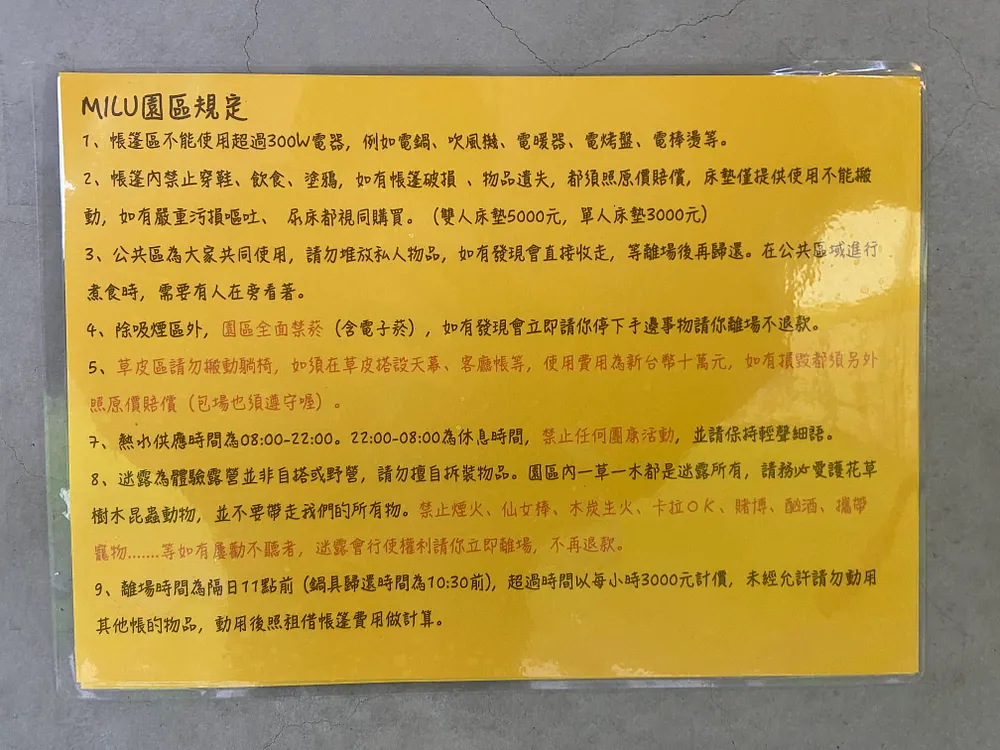 MILU園區規定
1、帳篷區不能使用超過300W電器，例如電鍋、吹風機、電暖器、電烤盤、電棒燙等。
2、帳篷內禁止穿鞋、飲食、塗鴉，如有帳篷破損、物品遺失，都須照原價賠償，床墊僅提供使用不能搬
動，如有嚴重污損嘔吐、 尿床都視同購買。（雙人床墊5000元，單人床墊3000元）
3、公共區為大家共同使用，請勿堆放私人物品，如有發現會直接收走，等離場後再歸還。在公共區域進行
煮食時，需要有人在旁看著。
4、除吸煙區外，園區全面禁菸（含電子菸），如有發現會立即請你停下手邊事物請你離場不退款。
5、草皮區請勿搬動躺椅，如須在草皮搭設天幕、客廳帳等，使用費用為新台幣十萬元，如有損毀都須另外
照原價賠償（包場也須遵守喔）。
7、熱水供應時間為08:00-22:00。22:00-08:00為休息時間，禁止任何團康活動，並請保持輕聲細語。
8、迷露為體驗露營並非自搭或野營，請勿擅自拆裝物品。園區內一草一木都是迷露所有，請務必愛護花草
樹木昆蟲動物，並不要帶走我們的所有物。禁止煙火、仙女棒、木炭生火、卡拉OK、賭博、酗酒、攜帶
寵物.......等如有屢勸不聽者，迷露會行使權利請你立即離場，不再退款。
9、離場時間為隔日11點前（鍋具歸還時間為10:30前），超過時間以每小時3000元計價，未經允許請勿動用
其他帳的物品，動用後照租借帳篷費用做計算。